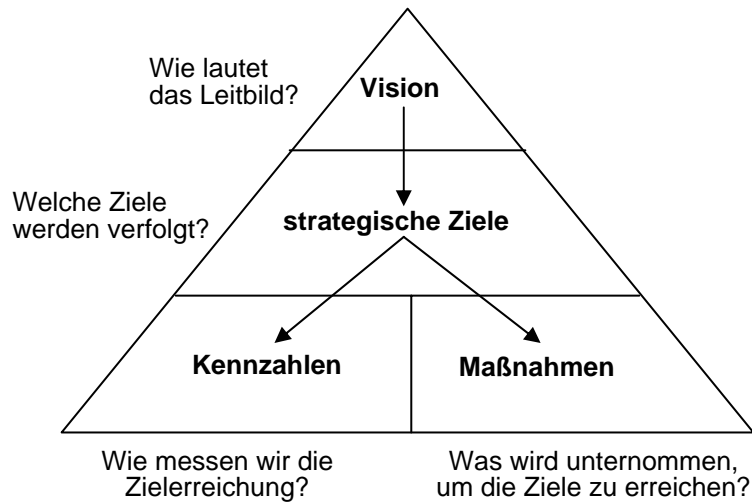 Wie lautet
das Leitbild?
Vision
Welche Ziele
werden verfolgt?
strategische Ziele
Kennzahlen
Maßnahmen
Wie messen wir die
Zielerreichung?
Was wird unternommen,
um die Ziele zu erreichen?